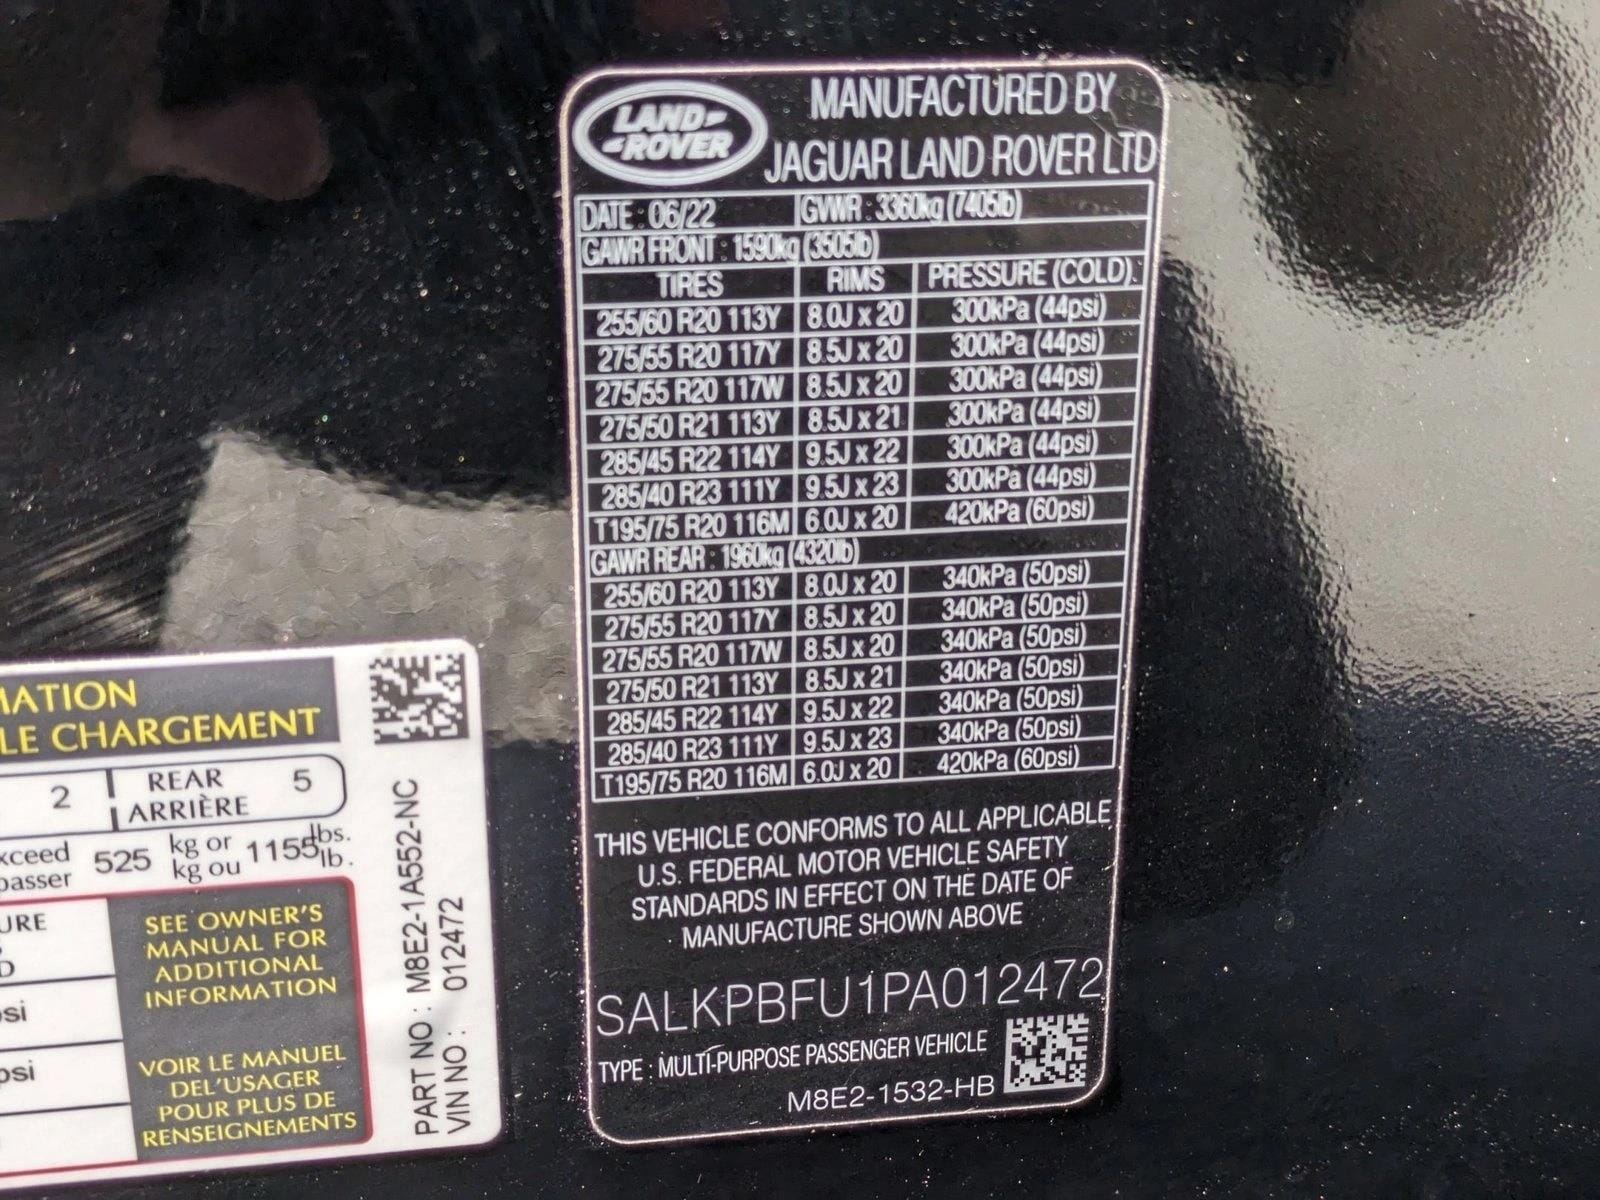 LAND-
-ROVER
MANUFACTURED BY
JAGUAR LAND ROVER LTD
DATE : 06/22 GVWR : 3360kg (7405lb)
GAWR FRONT : 1590kg (3505lb)
TIRES RIMS PRESSURE (COLD)
255/60 R20 113Y 8.0J x 20 300kPa (44psi)
275/55 R20 117Y 8.5J x 20 300kPa (44psi)
275/55 R20 117W 8.5J x 20 300kPa (44psi)
275/50 R21 113Y 8.5J x 21 300kPa (44psi)
285/45 R22 114Y 9.5J x 22 300kPa (44psi)
285/40 R23 111Y 9.5J x 23 300kPa (44psi)
T195/75 R20 116M 6.0J x 20 420kPa (60psi)
GAWR REAR : 1960kg (4320lb)
255/60 R20 113Y 8.0J x 20 340kPa (50psi)
275/55 R20 117Y 8.5J x 20 340kPa (50psi)
275/55 R20 117W 8.5J x 20 340kPa (50psi)
275/50 R21 113Y 8.5J x 21 340kPa (50psi)
285/45 R22 114Y 9.5J x 22 340kPa (50psi)
285/40 R23 111Y 9.5J x 23 340kPa (50psi)
T195/75 R20 116M 6.0J x 20 420kPa (60psi)
THIS VEHICLE CONFORMS TO ALL APPLICABLE
U.S. FEDERAL MOTOR VEHICLE SAFETY
STANDARDS IN EFFECT ON THE DATE OF
MANUFACTURE SHOWN ABOVE
SALKPBFU1PA012472
TYPE : MULTI-PURPOSE PASSENGER VEHICLE
M8E2-1532-HB
MATION
LE CHARGEMENT
2 REAR 5
ARRIÈRE
xceed 525 kg or 1155 lbs.
passer kg ou lb.
URE
D
psi
psi
SEE OWNER'S
MANUAL FOR
ADDITIONAL
INFORMATION
VOIR LE MANUEL
DEL'USAGER
POUR PLUS DE
RENSEIGNEMENTS
PART NO : M8E2-1A552-NC
VIN NO : 012472